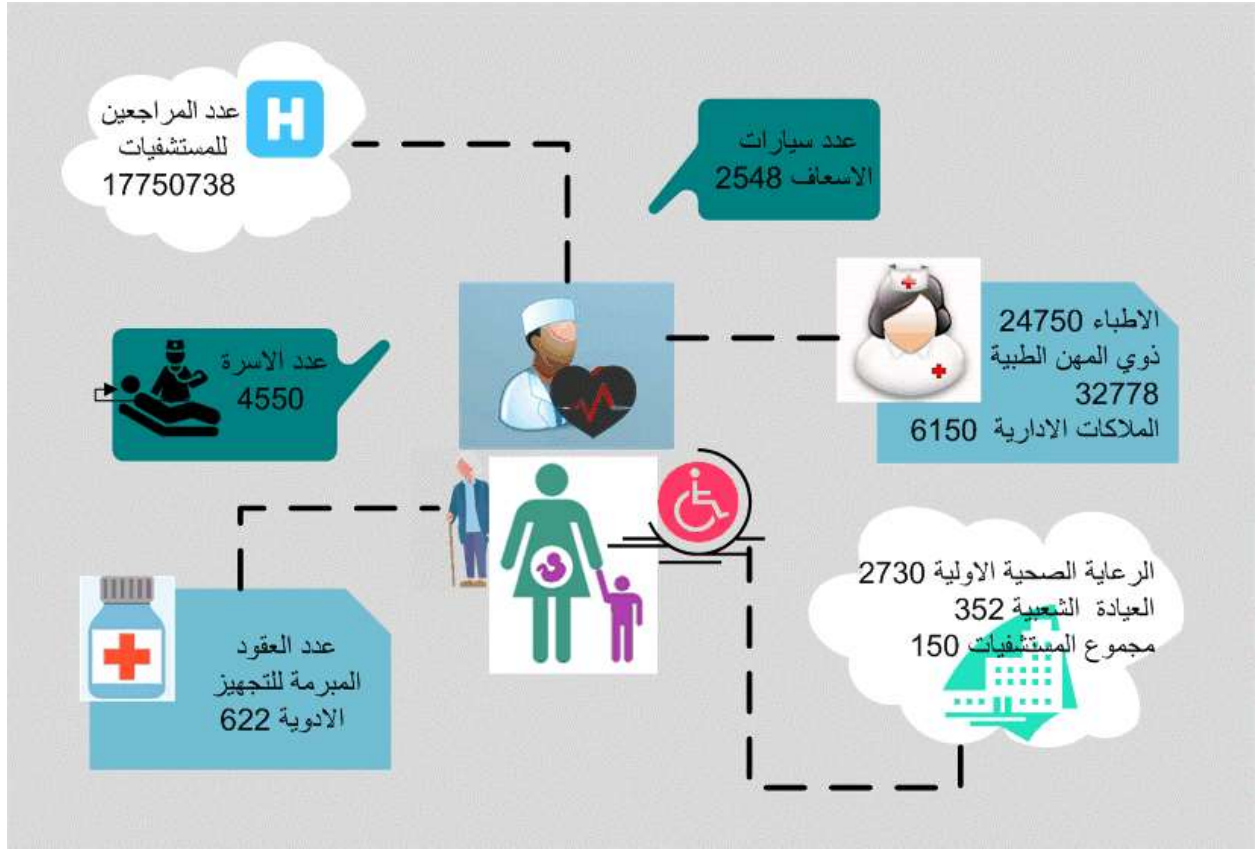 عدد المراجعين
للمستشفيات
17750738
H
عدد سيارات
الاسعاف 2548
الاطباء 24750
ذوي المهن الطبية
32778
الملاكات الادارية 6150
عدد الاسرة
4550
الرعاية الصحية الاولية 2730
العيادة الشعبية 352
مجموع المستشفيات 150
عدد العقود
المبرمة للتجهيز
الادوية 622